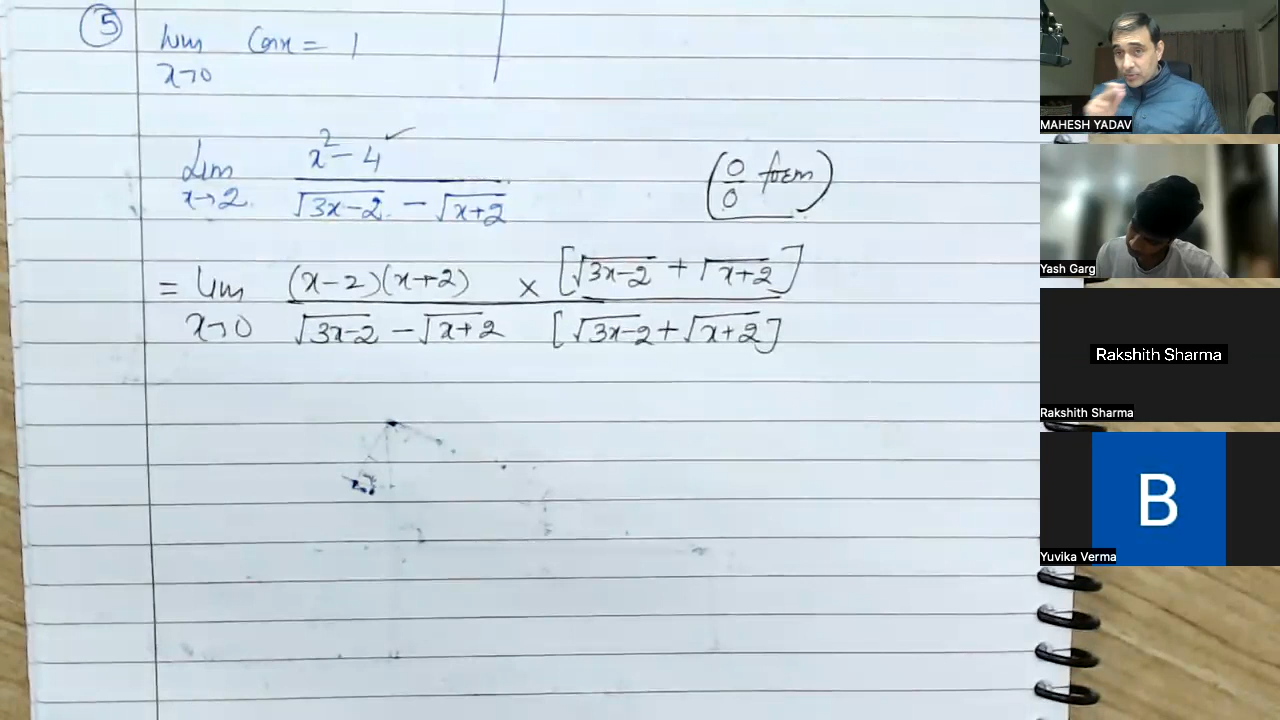 5 lim Cosx = 1
x→0
Lim x² - 4 / √3x-2 - √x+2 (0/0 form)
x→2
= Lim (x-2)(x+2) / √3x-2 - √x+2 × [√3x-2 + √x+2] / [√3x-2 + √x+2]
x→0
MAHESH YADAV
Yash Garg
Rakshith Sharma
Rakshith Sharma
B
Yuvika Verma